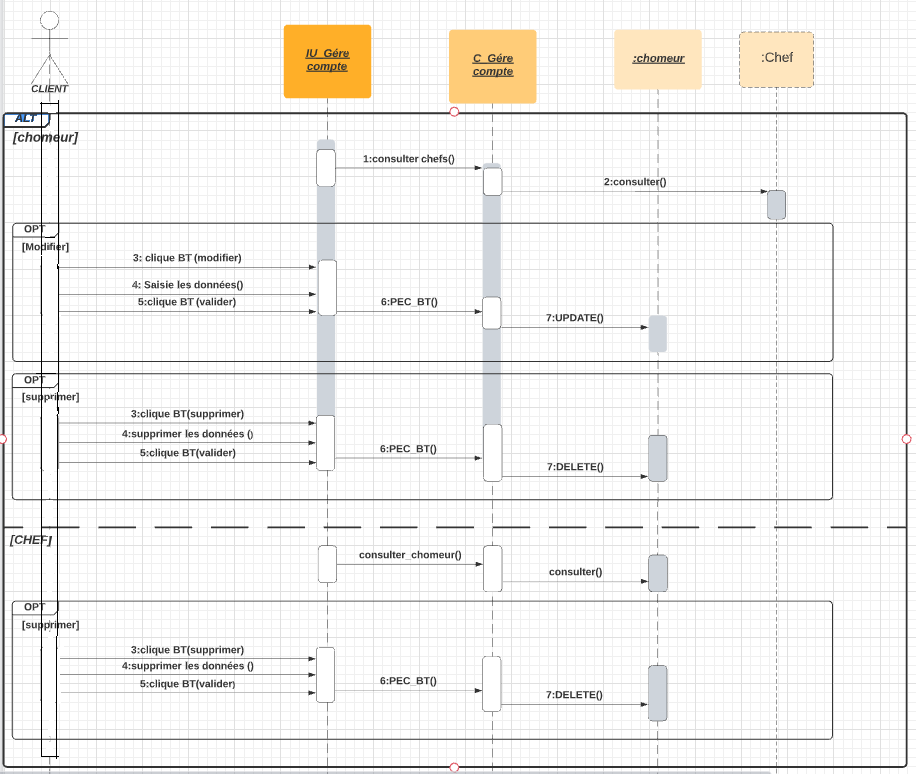 CLIENT
IU_Gére
compte
C_Gére
compte
:chomeur
:Chef
ALT
[chomeur]
1:consulter chefs()
2:consulter()
OPT
[Modifier]
3: clique BT (modifier)
4: Saisie les données()
5:clique BT (valider)
6:PEC_BT()
7:UPDATE()
OPT
[supprimer]
3:clique BT(supprimer)
4:supprimer les données ()
5:clique BT(valider)
6:PEC_BT()
7:DELETE()
[CHEF]
consulter_chomeur()
consulter()
OPT
[supprimer]
3:clique BT(supprimer)
4:supprimer les données ()
5:clique BT(valider)
6:PEC_BT()
7:DELETE()